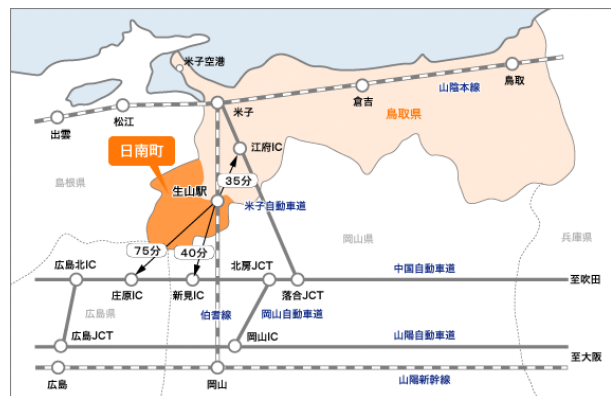 米子空港
鳥取
山陰本線
倉吉
米子
松江
出雲
鳥取県
江府IC
日南町
35分
生山駅
島根県
米子自動車道
岡山県
兵庫県
75分
40分
広島北IC
北房JCT
中国自動車道
至吹田
庄原IC
新見IC
落合JCT
広島県
伯耆線
岡山自動車道
広島JCT
岡山IC
山陽自動車道
至大阪
広島
岡山
山陽新幹線